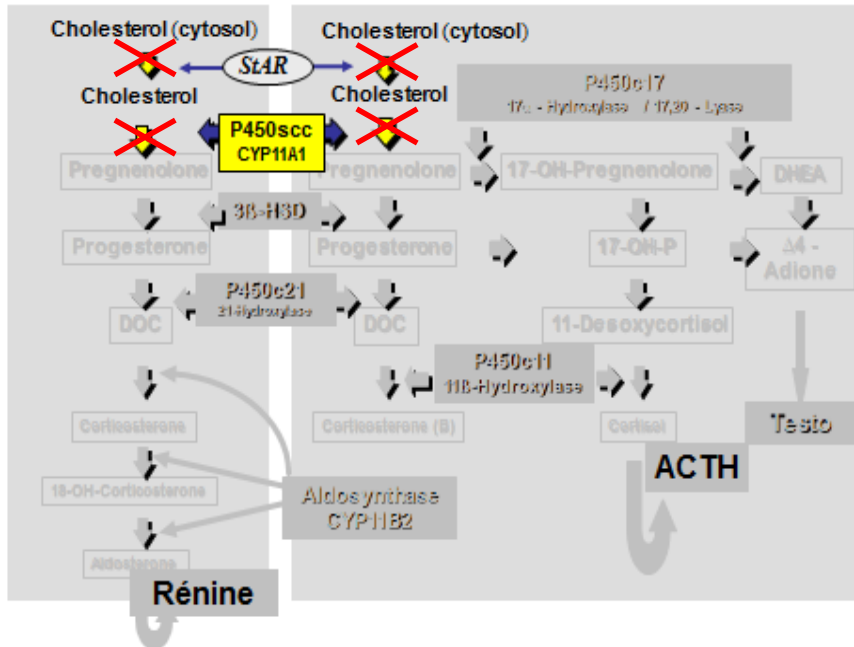 Cholesterol (cytosol)
StAR
Cholesterol (cytosol)
Cholesterol
Cholesterol
P450c17
17α - Hydroxylase / 17,20 - Lyase
P450scc
CYP11A1
Pregnenolone
Pregnenolone
17-OH-Pregnenolone
DHEA
3ß-HSD
Progesterone
Progesterone
17-OH-P
Δ4 -
Adione
P450c21
21-Hydroxylase
DOC
DOC
11-Desoxycortisol
P450c11
11ß-Hydroxylase
Corticosterone
Corticosterone (B)
Cortisol
Testo
ACTH
18-OH-Corticosterone
Aldosynthase
CYP11B2
Aldosterone
Rénine